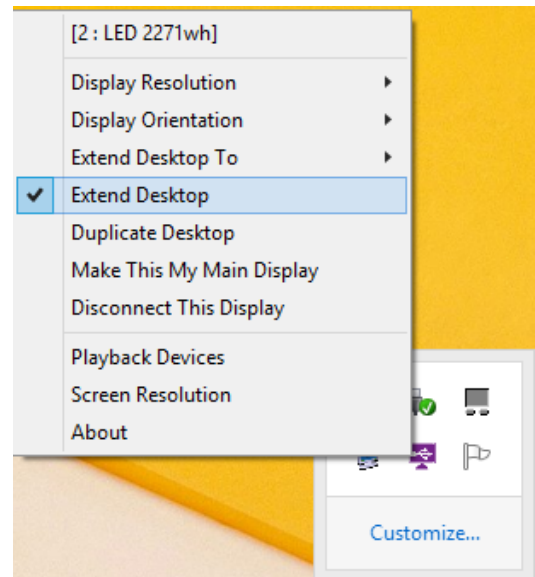 [2 : LED 2271wh]
Display Resolution
Display Orientation
Extend Desktop To
Extend Desktop
Duplicate Desktop
Make This My Main Display
Disconnect This Display
Playback Devices
Screen Resolution
About
Customize...